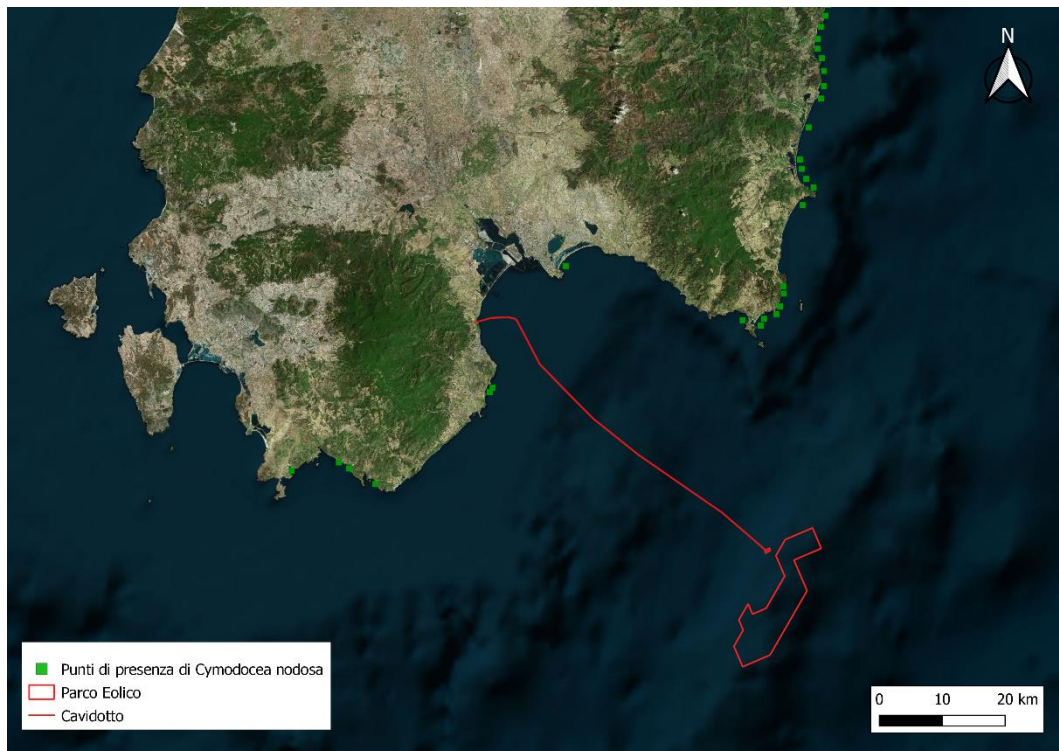 N
Punti di presenza di Cymodocea nodosa
Parco Eolico
Cavidotto
0 10 20 km